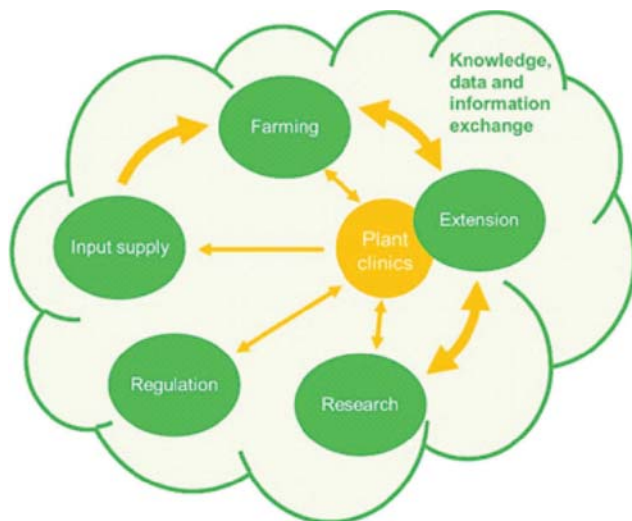 Knowledge,
data and
information
exchange
Farming
Extension
Plant
clinics
Input supply
Regulation
Research